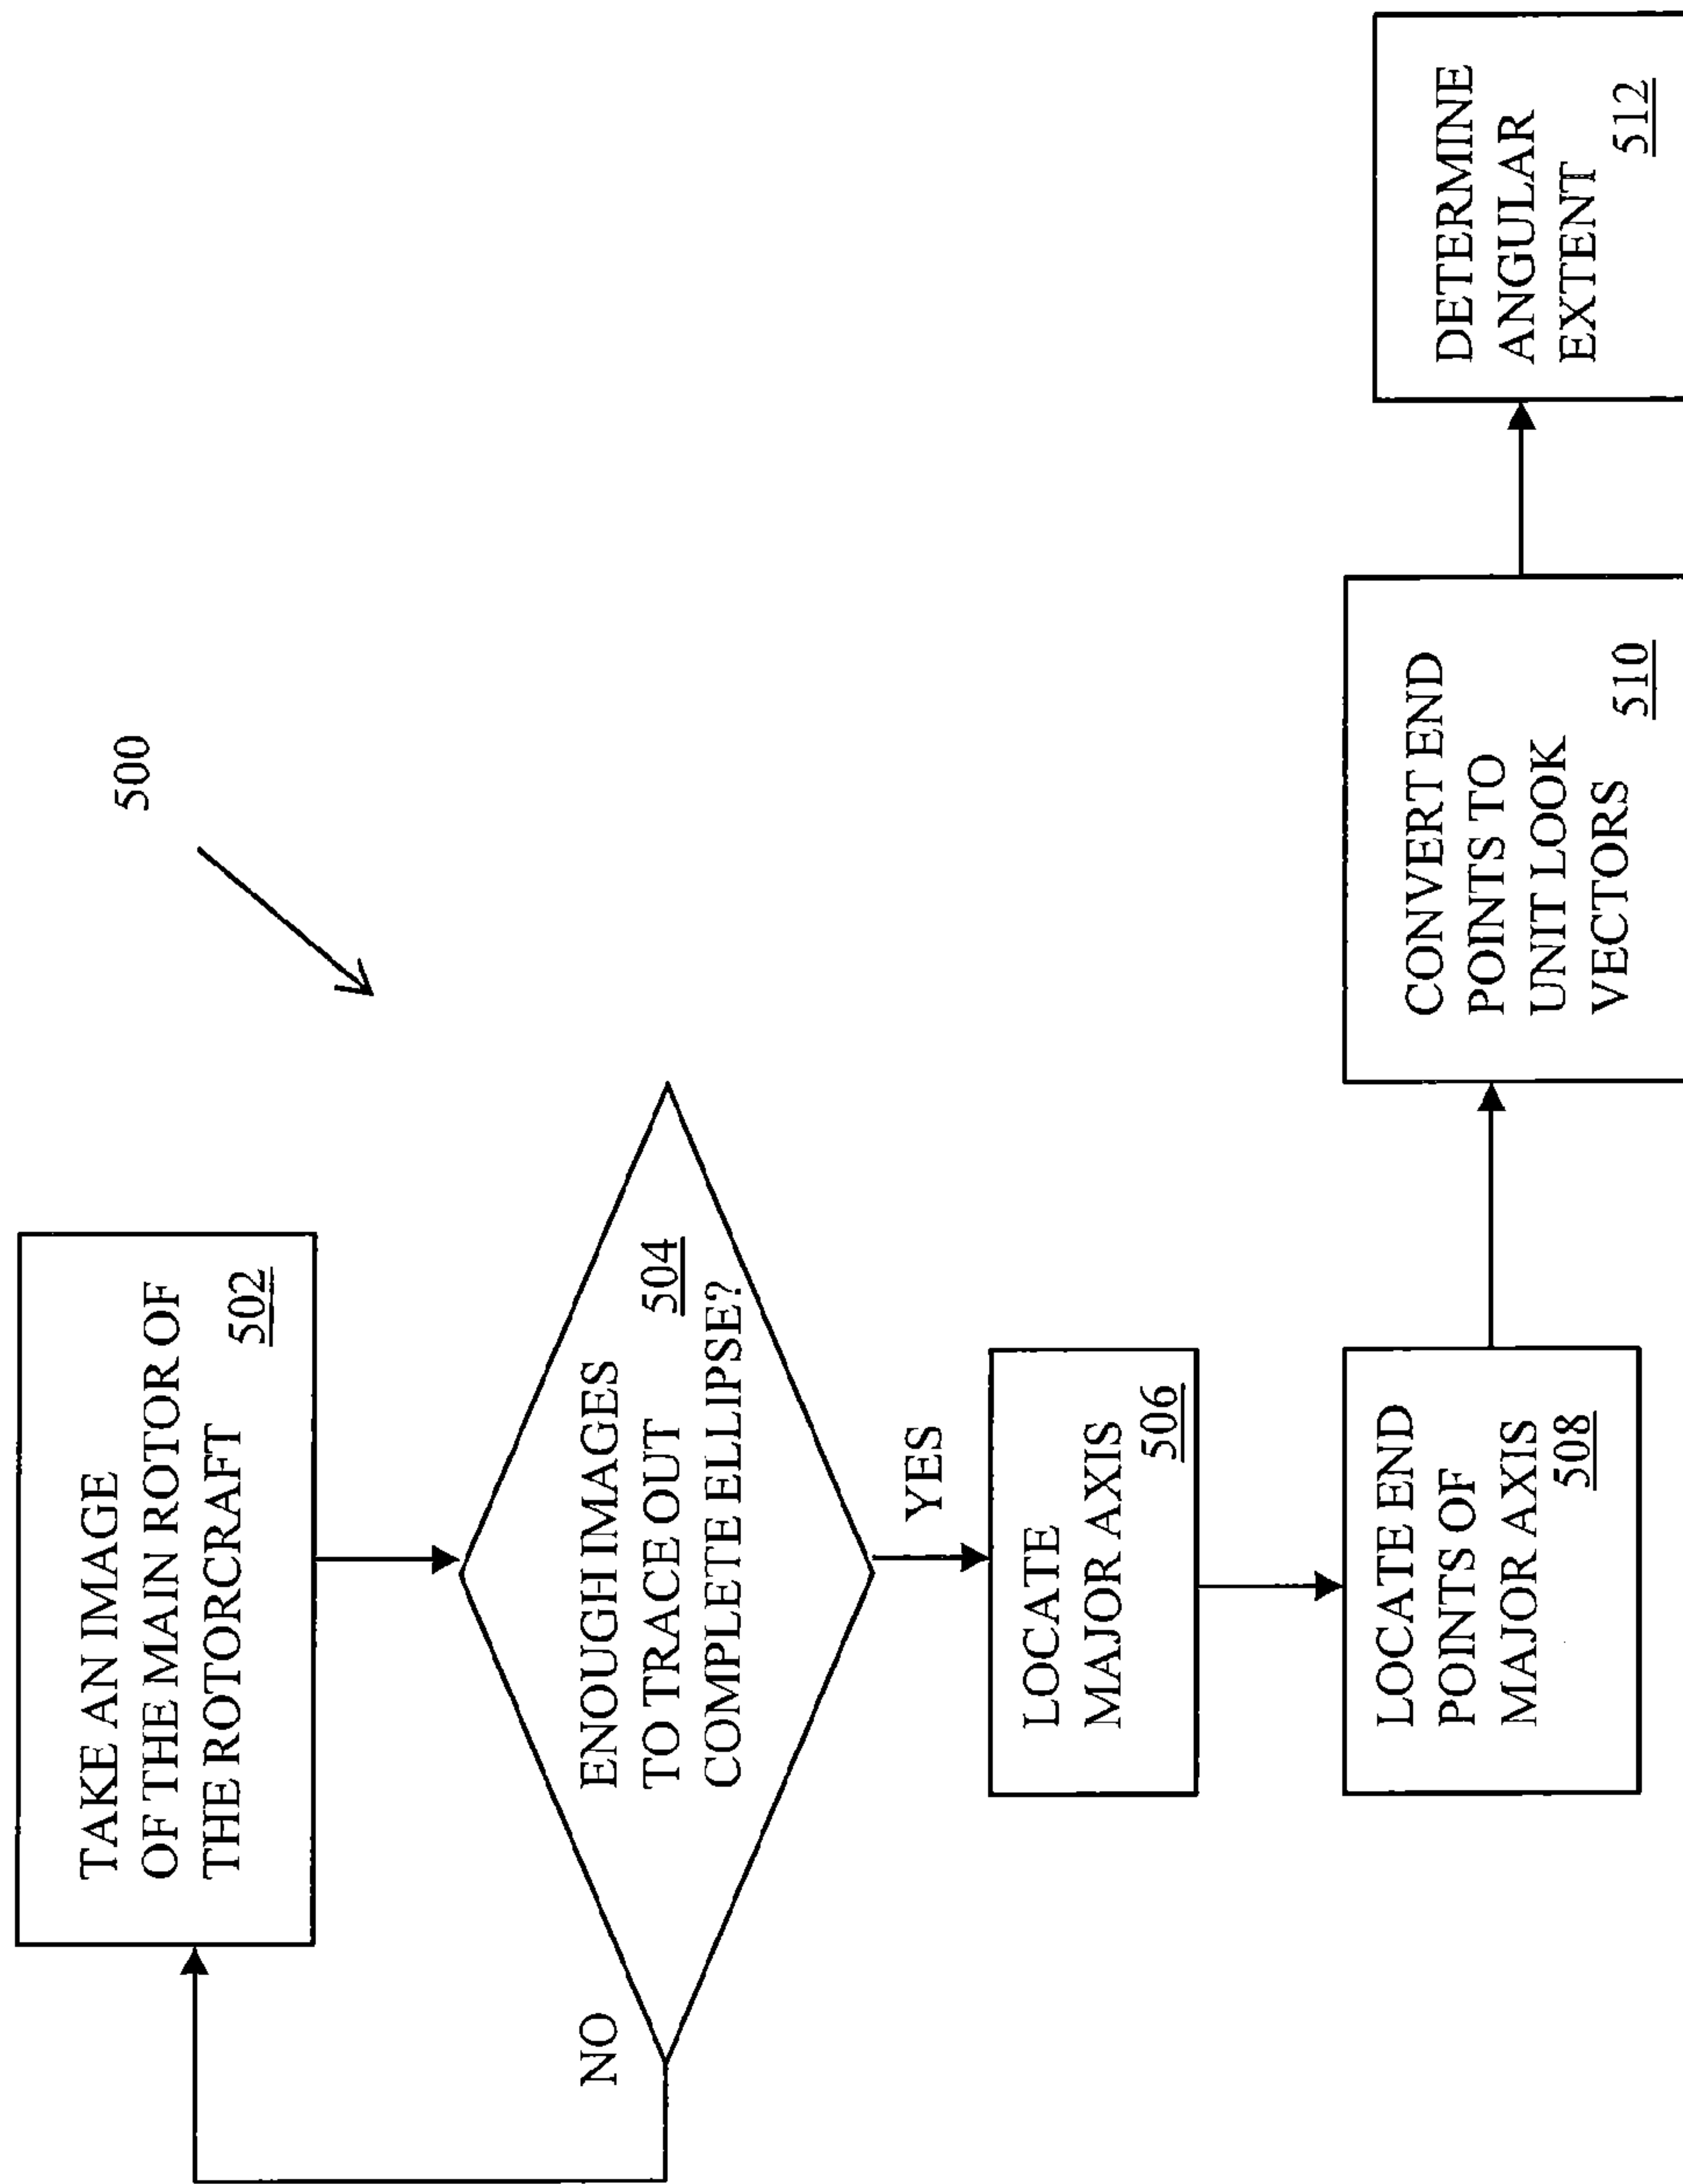 500
TAKE AN IMAGE
OF THE MAIN ROTOR OF
THE ROTORCRAFT
502
NO
ENOUGH IMAGES
TO TRACE OUT
504
COMPLETE ELLIPSE?
YES
LOCATE
MAJOR AXIS
506
LOCATE END
POINTS OF
MAJOR AXIS
508
CONVERT END
POINTS TO
UNIT LOOK
VECTORS
510
DETERMINE
ANGULAR
EXTENT
512